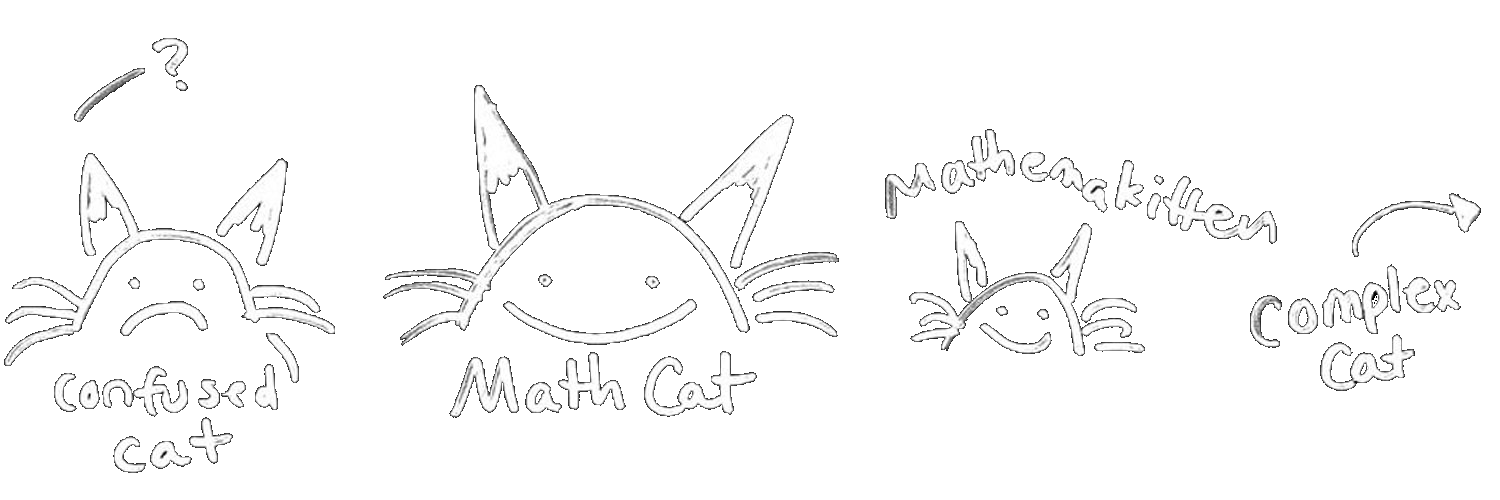 ?
confused
cat
Math Cat
Mathemakitten
complex
cat